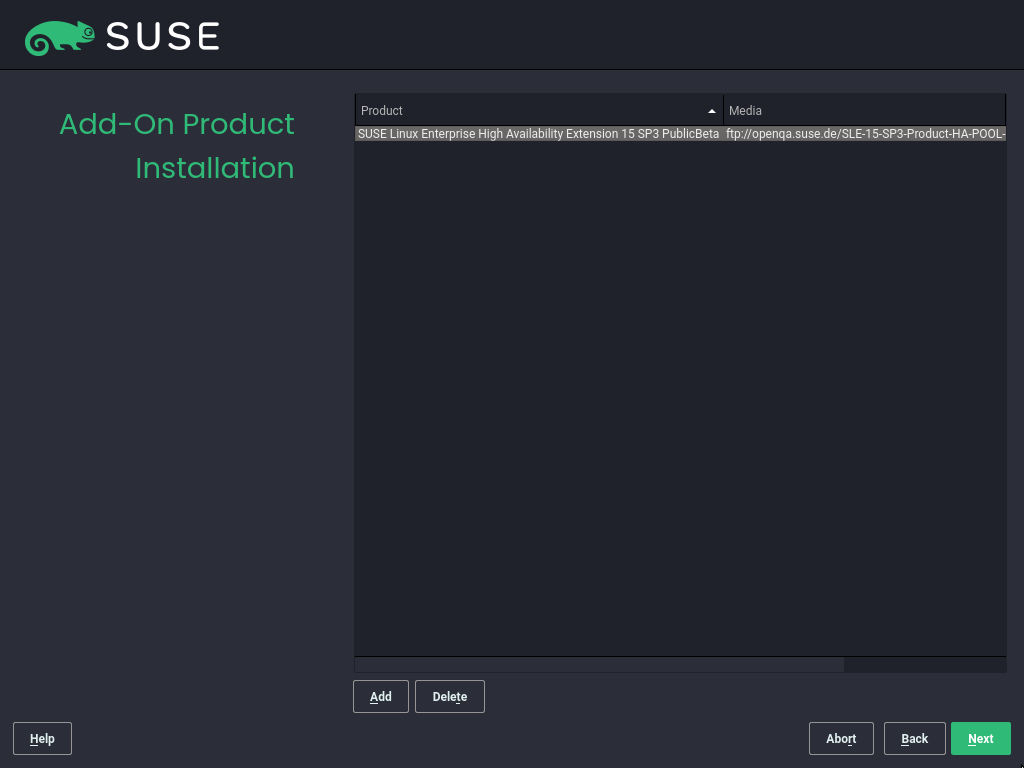 SUSE
Add-On Product
Installation
Product
Media
SUSE Linux Enterprise High Availability Extension 15 SP3 PublicBeta
ftp://openqa.suse.de/SLE-15-SP3-Product-HA-POOL-
Add
Delete
Help
Abort
Back
Next